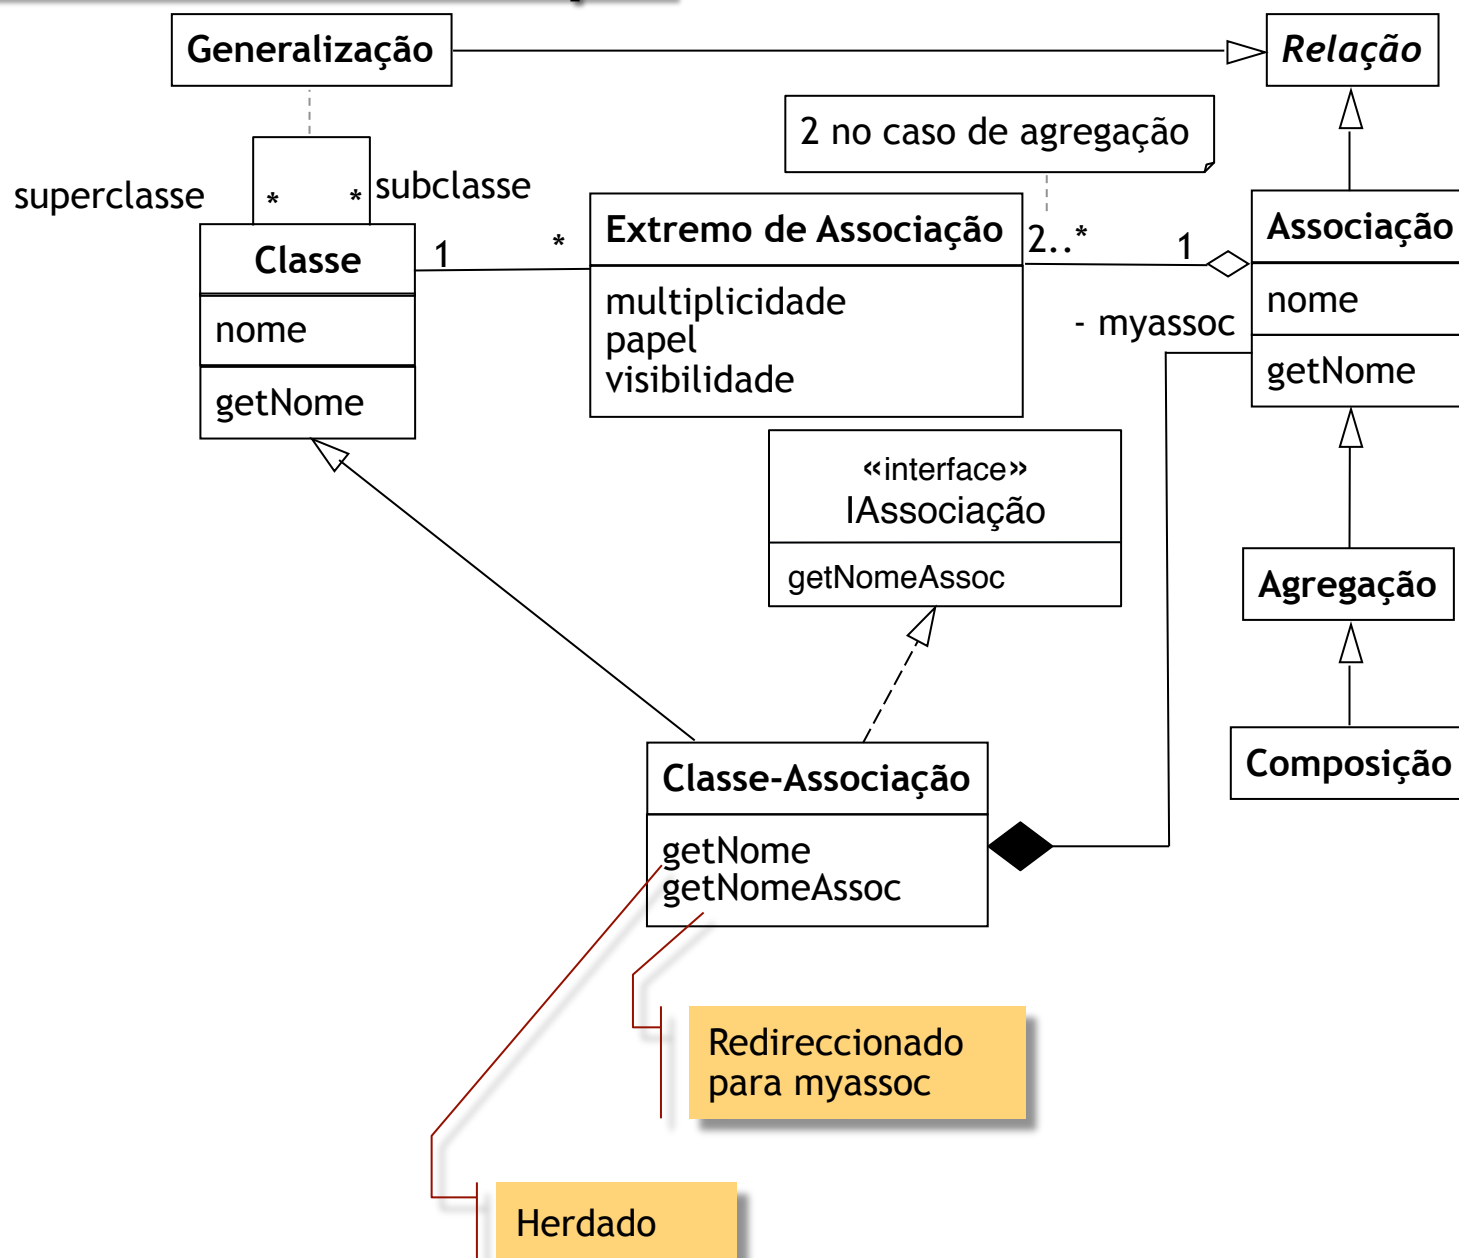 Generalização
Relação
2 no caso de agregação
superclasse
*
*
subclasse
Classe
nome
getNome
1
*
Extremo de Associação
multiplicidade
papel
visibilidade
2..*
1
- myassoc
Associação
nome
getNome
«interface»
IAssociação
getNomeAssoc
Agregação
Composição
Classe-Associação
getNome
getNomeAssoc
Redireccionado
para myassoc
Herdado